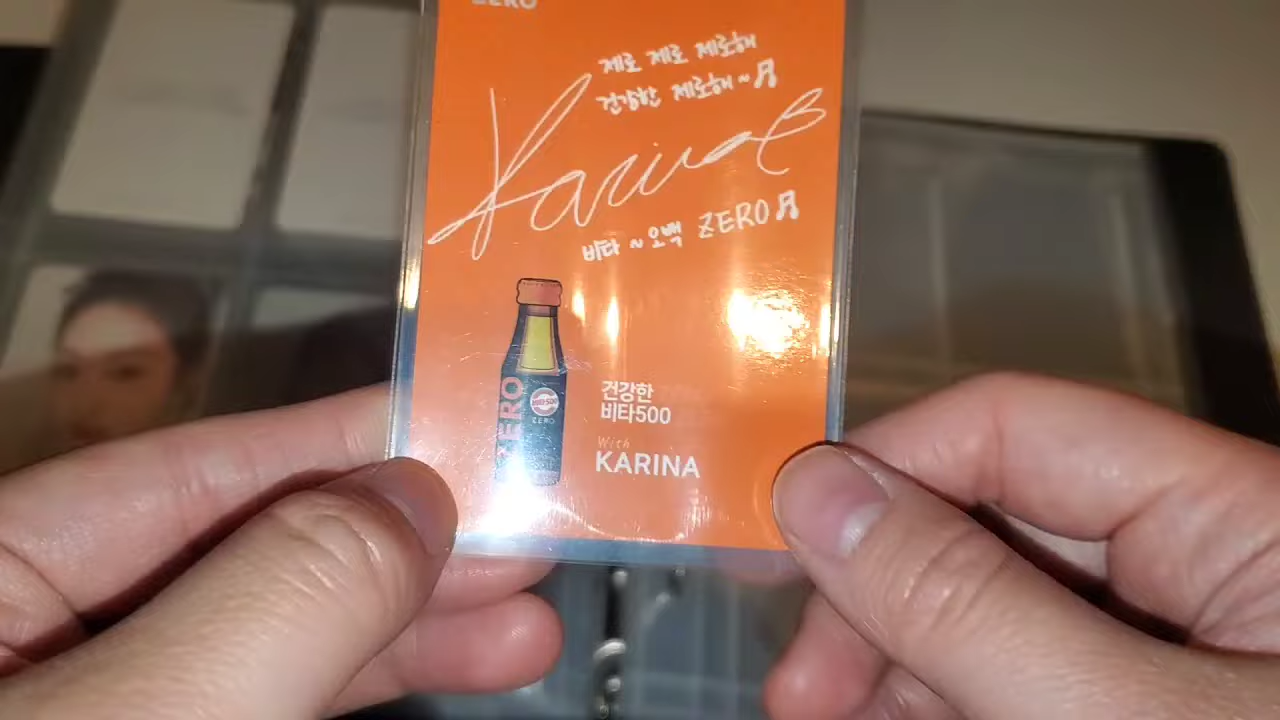 ZERO
제로 제로 제로해
건강한 제로해~♬
Karina
비타~오백 ZERO♬
ZERO
ZERO
건강한
비타500
With
KARINA